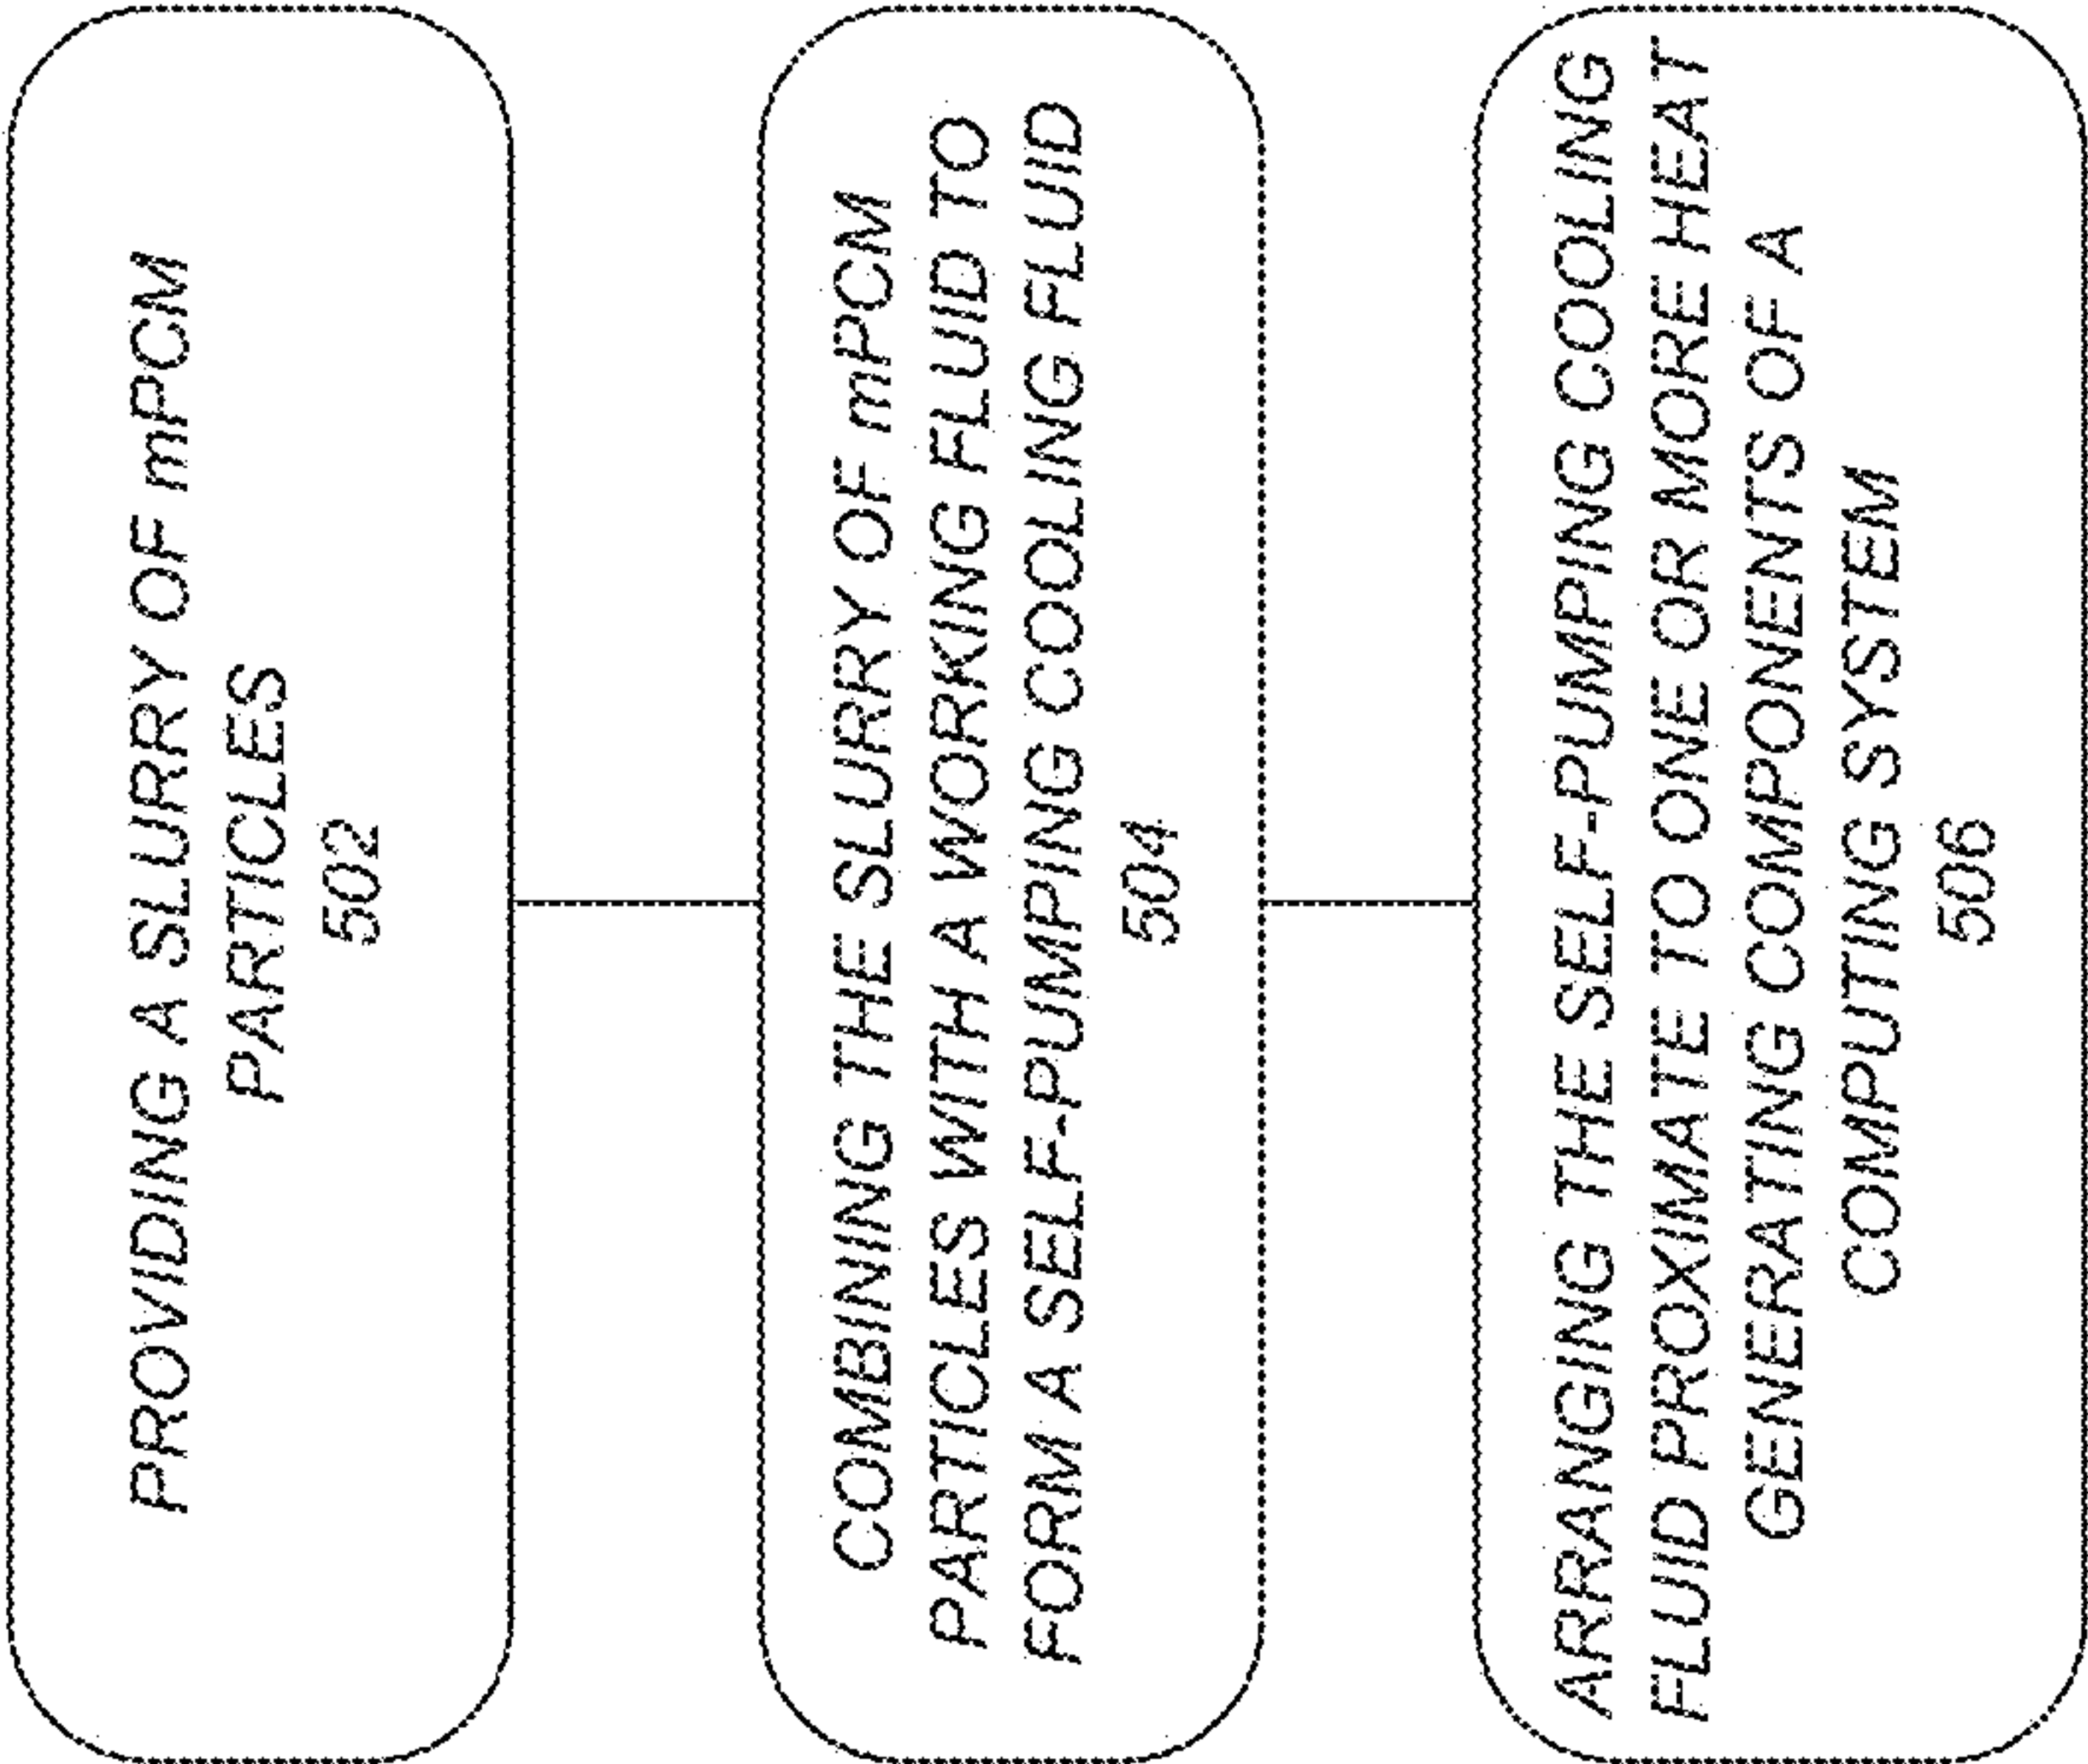 PROVIDING A SLURRY OF mPCM
PARTICLES
502
COMBINING THE SLURRY OF mPCM
PARTICLES WITH A WORKING FLUID TO
FORM A SELF-PUMPING COOLING FLUID
504
ARRANGING THE SELF-PUMPING COOLING
FLUID PROXIMATE TO ONE OR MORE HEAT
GENERATING COMPONENTS OF A
COMPUTING SYSTEM
506